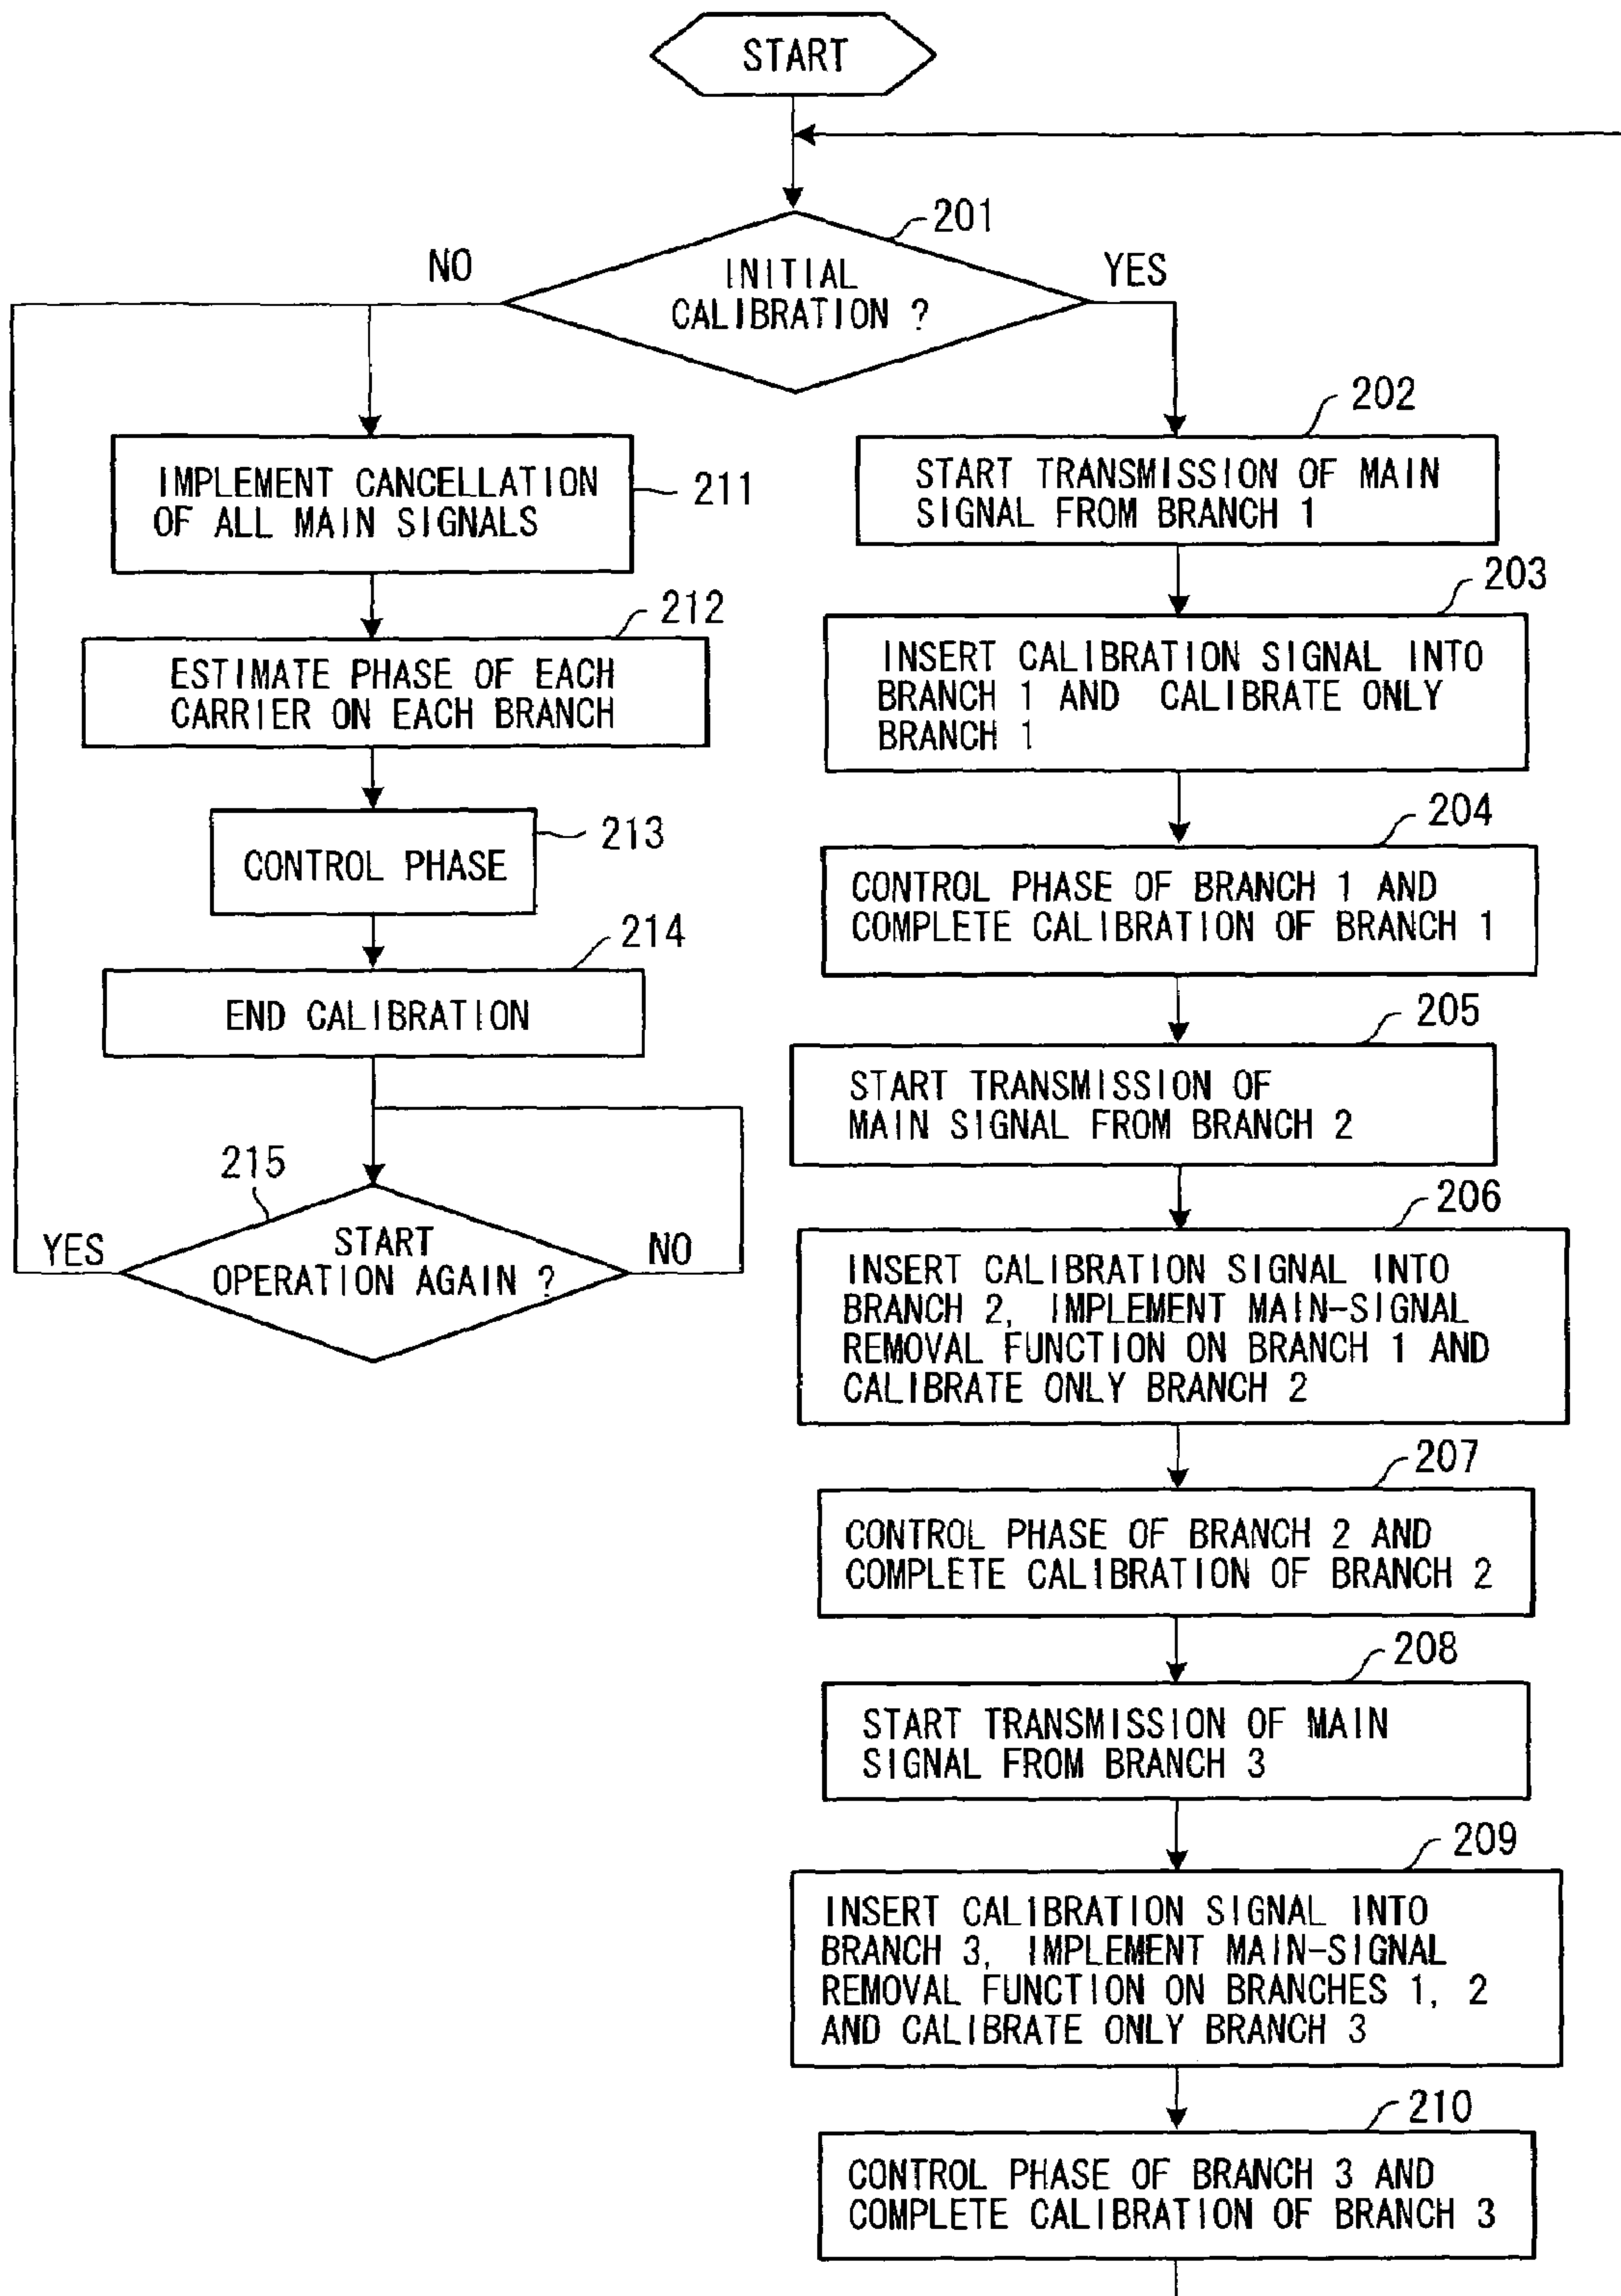 START
201
NO
INITIAL
CALIBRATION ?
YES
202
START TRANSMISSION OF MAIN
SIGNAL FROM BRANCH 1
203
INSERT CALIBRATION SIGNAL INTO
BRANCH 1 AND CALIBRATE ONLY
BRANCH 1
204
CONTROL PHASE OF BRANCH 1 AND
COMPLETE CALIBRATION OF BRANCH 1
205
START TRANSMISSION OF
MAIN SIGNAL FROM BRANCH 2
206
INSERT CALIBRATION SIGNAL INTO
BRANCH 2, IMPLEMENT MAIN-SIGNAL
REMOVAL FUNCTION ON BRANCH 1 AND
CALIBRATE ONLY BRANCH 2
207
CONTROL PHASE OF BRANCH 2 AND
COMPLETE CALIBRATION OF BRANCH 2
208
START TRANSMISSION OF MAIN
SIGNAL FROM BRANCH 3
209
INSERT CALIBRATION SIGNAL INTO
BRANCH 3, IMPLEMENT MAIN-SIGNAL
REMOVAL FUNCTION ON BRANCHES 1, 2
AND CALIBRATE ONLY BRANCH 3
210
CONTROL PHASE OF BRANCH 3 AND
COMPLETE CALIBRATION OF BRANCH 3
IMPLEMENT CANCELLATION
OF ALL MAIN SIGNALS
211
212
ESTIMATE PHASE OF EACH
CARRIER ON EACH BRANCH
213
CONTROL PHASE
214
END CALIBRATION
215
START
OPERATION AGAIN ?
YES
NO